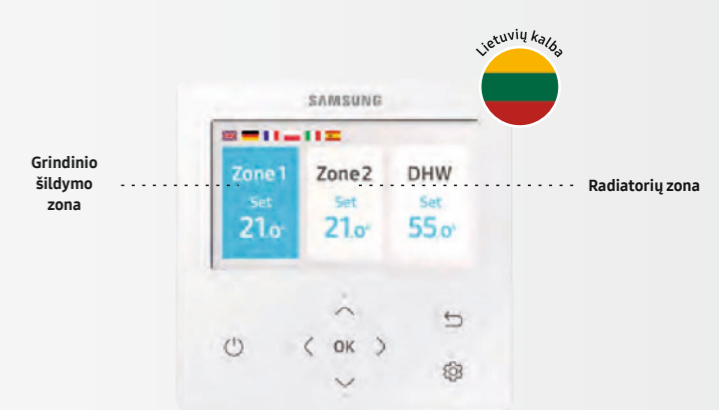 Lietuvių kalba
SAMSUNG
Zone 1
Set
21.0°
Zone 2
Set
21.0°
DHW
Set
55.0°
Grindinio
šildymo
zona
Radiatorių zona
OK